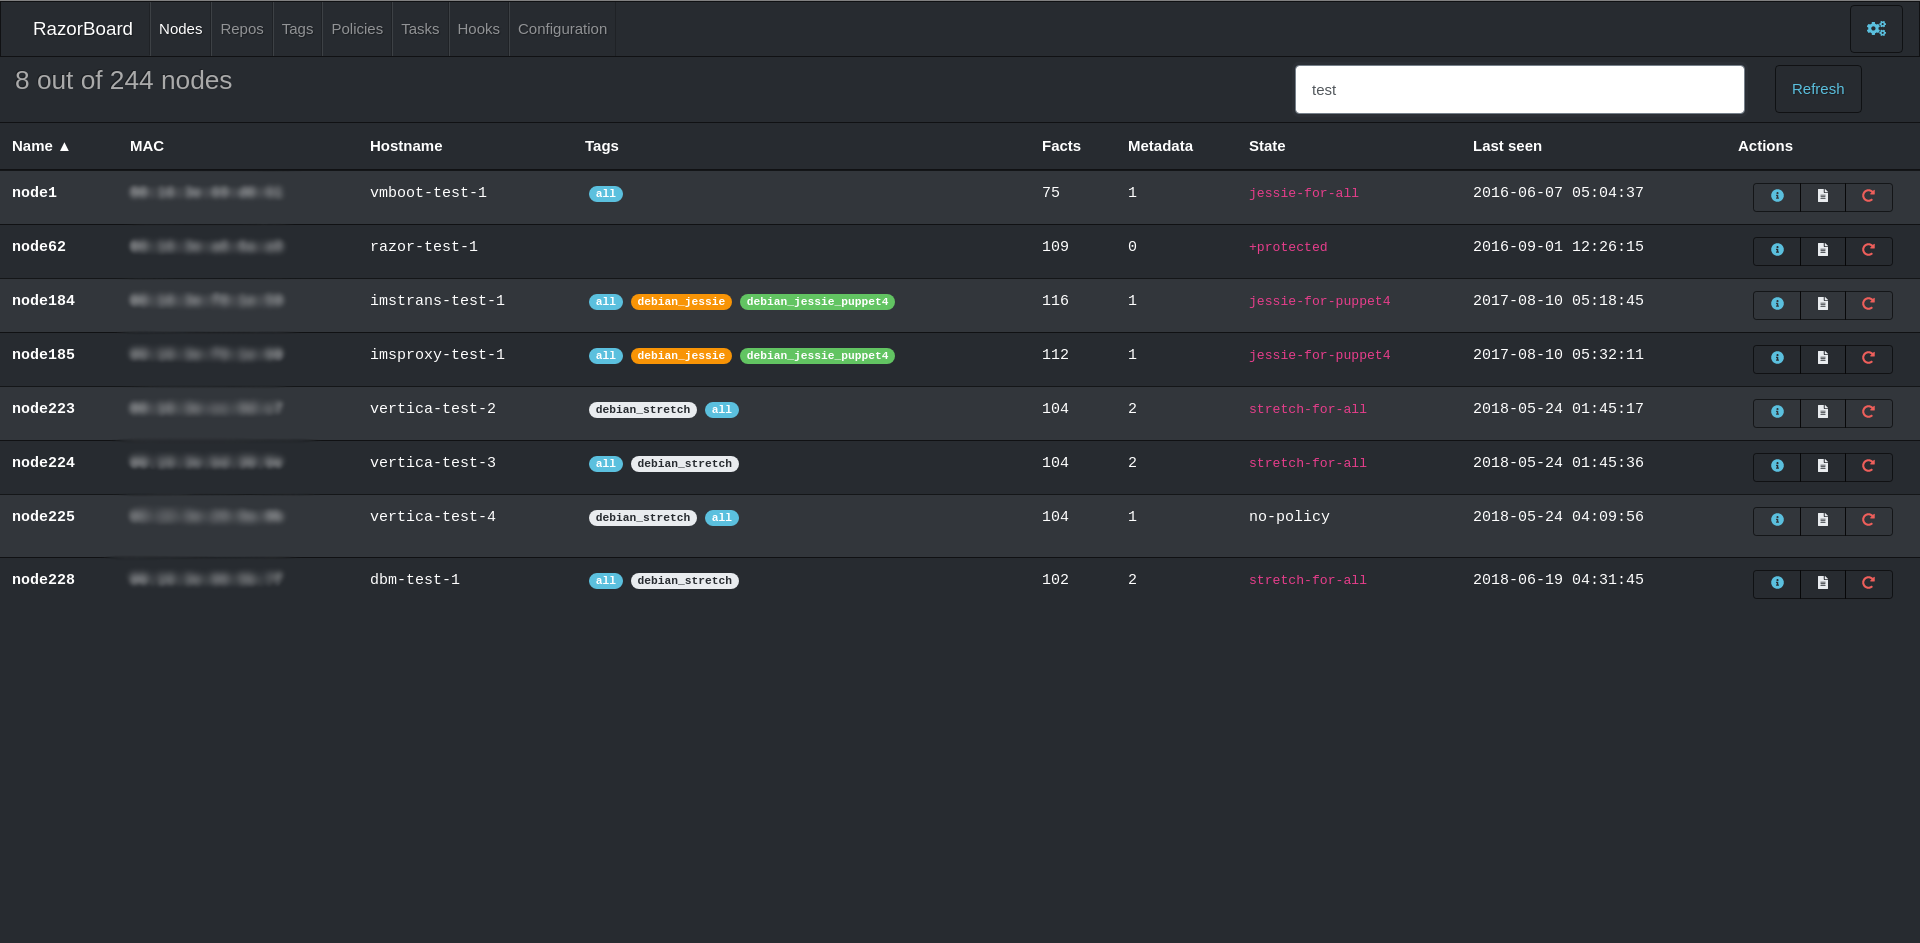 RazorBoard Nodes Repos Tags Policies Tasks Hooks Configuration
8 out of 244 nodes test Refresh
Name ▲ MAC Hostname Tags Facts Metadata State Last seen Actions
node1 vmboot-test-1 all 75 1 jessie-for-all 2016-06-07 05:04:37
node62 razor-test-1 109 0 +protected 2016-09-01 12:26:15
node184 imstrans-test-1 all debian_jessie debian_jessie_puppet4 116 1 jessie-for-puppet4 2017-08-10 05:18:45
node185 imsproxy-test-1 all debian_jessie debian_jessie_puppet4 112 1 jessie-for-puppet4 2017-08-10 05:32:11
node223 vertica-test-2 debian_stretch all 104 2 stretch-for-all 2018-05-24 01:45:17
node224 vertica-test-3 all debian_stretch 104 2 stretch-for-all 2018-05-24 01:45:36
node225 vertica-test-4 debian_stretch all 104 1 no-policy 2018-05-24 04:09:56
node228 dbm-test-1 all debian_stretch 102 2 stretch-for-all 2018-06-19 04:31:45